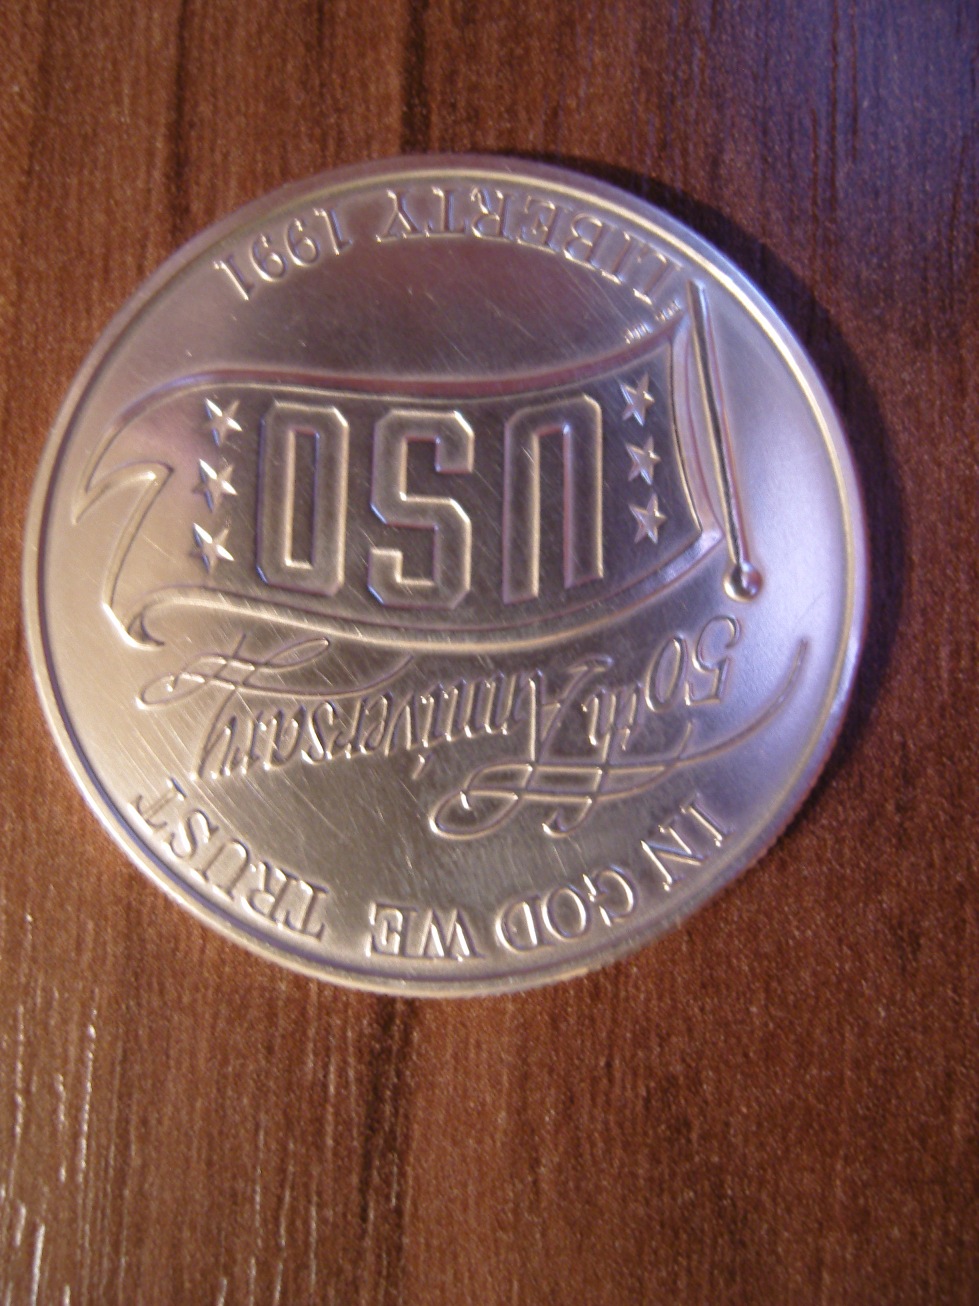 IN GOD WE TRUST
50th Anniversary
USO
LIBERTY 1991